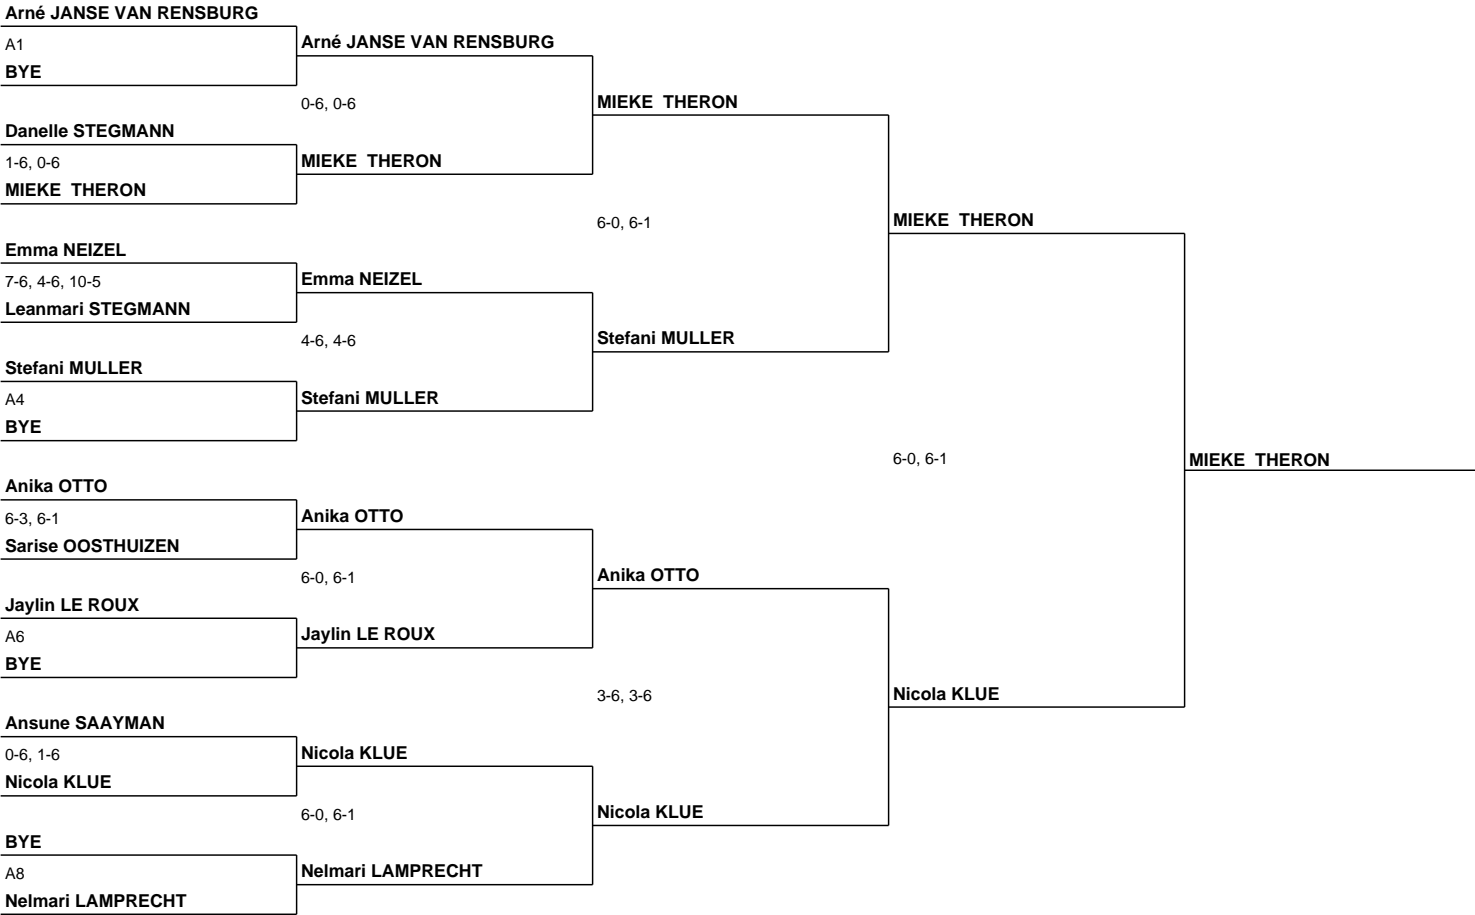 Arné JANSE VAN RENSBURG
A1
BYE
Danelle STEGMANN
1-6, 0-6
MIEKE  THERON
Emma NEIZEL
7-6, 4-6, 10-5
Leanmari STEGMANN
Stefani MULLER
A4
BYE
Anika OTTO
6-3, 6-1
Sarise OOSTHUIZEN
Jaylin LE ROUX
A6
BYE
Ansune SAAYMAN
0-6, 1-6
Nicola KLUE
BYE
A8
Nelmari LAMPRECHT
Arné JANSE VAN RENSBURG
0-6, 0-6
MIEKE  THERON
Emma NEIZEL
4-6, 4-6
Stefani MULLER
Anika OTTO
6-0, 6-1
Jaylin LE ROUX
Nicola KLUE
6-0, 6-1
Nelmari LAMPRECHT
MIEKE  THERON
6-0, 6-1
Stefani MULLER
Anika OTTO
3-6, 3-6
Nicola KLUE
MIEKE  THERON
6-0, 6-1
Nicola KLUE
MIEKE  THERON